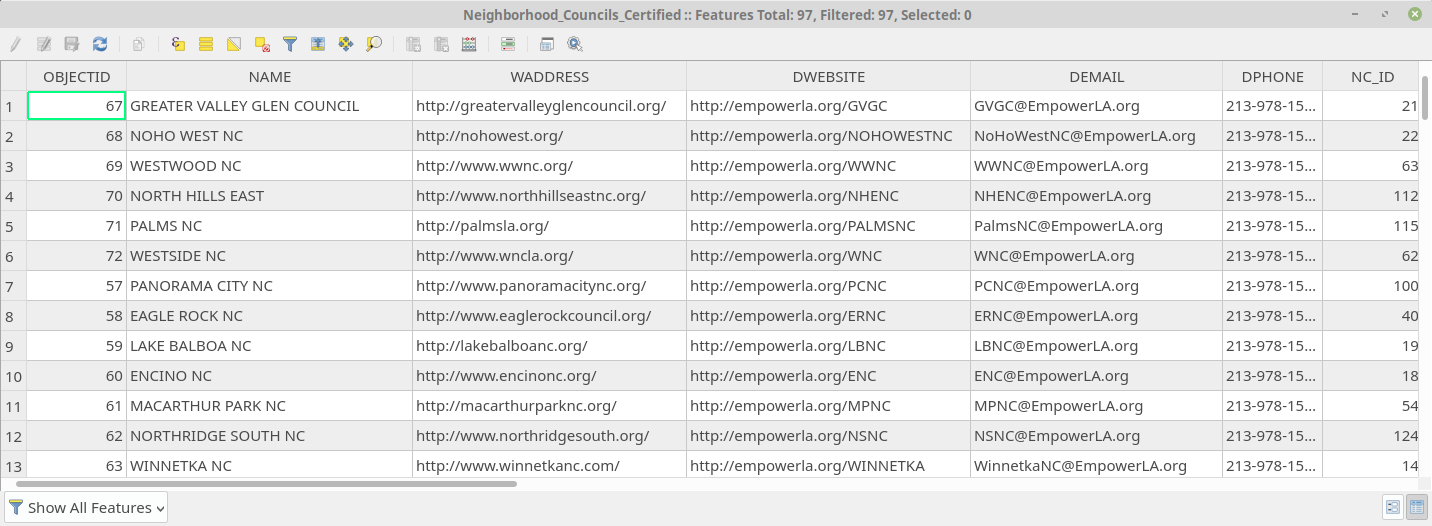 Neighborhood_Councils_Certified :: Features Total: 97, Filtered: 97, Selected: 0
OBJECTID NAME WADDRESS DWEBSITE DEMAIL DPHONE NC_ID
1 67 GREATER VALLEY GLEN COUNCIL http://greatervalleyglencouncil.org/ http://empowerla.org/GVGC GVGC@EmpowerLA.org 213-978-15... 21
2 68 NOHO WEST NC http://nohowest.org/ http://empowerla.org/NOHOWESTNC NoHoWestNC@EmpowerLA.org 213-978-15... 22
3 69 WESTWOOD NC http://www.wwnc.org/ http://empowerla.org/WWNC WWNC@EmpowerLA.org 213-978-15... 63
4 70 NORTH HILLS EAST http://www.northhillseastnc.org/ http://empowerla.org/NHENC NHENC@EmpowerLA.org 213-978-15... 112
5 71 PALMS NC http://palmsla.org/ http://empowerla.org/PALMSNC PalmsNC@EmpowerLA.org 213-978-15... 115
6 72 WESTSIDE NC http://www.wncla.org/ http://empowerla.org/WNC WNC@EmpowerLA.org 213-978-15... 62
7 57 PANORAMA CITY NC http://www.panoramacitync.org/ http://empowerla.org/PCNC PCNC@EmpowerLA.org 213-978-15... 100
8 58 EAGLE ROCK NC http://www.eaglerockcouncil.org/ http://empowerla.org/ERNC ERNC@EmpowerLA.org 213-978-15... 40
9 59 LAKE BALBOA NC http://lakebalboanc.org/ http://empowerla.org/LBNC LBNC@EmpowerLA.org 213-978-15... 19
10 60 ENCINO NC http://www.encinonc.org/ http://empowerla.org/ENC ENC@EmpowerLA.org 213-978-15... 18
11 61 MACARTHUR PARK NC http://macarthurparknc.org/ http://empowerla.org/MPNC MPNC@EmpowerLA.org 213-978-15... 54
12 62 NORTHRIDGE SOUTH NC http://www.northridgesouth.org/ http://empowerla.org/NSNC NSNC@EmpowerLA.org 213-978-15... 124
13 63 WINNETKA NC http://www.winnetkanc.com/ http://empowerla.org/WINNETKA WinnetkaNC@EmpowerLA.org 213-978-15... 14
Show All Features